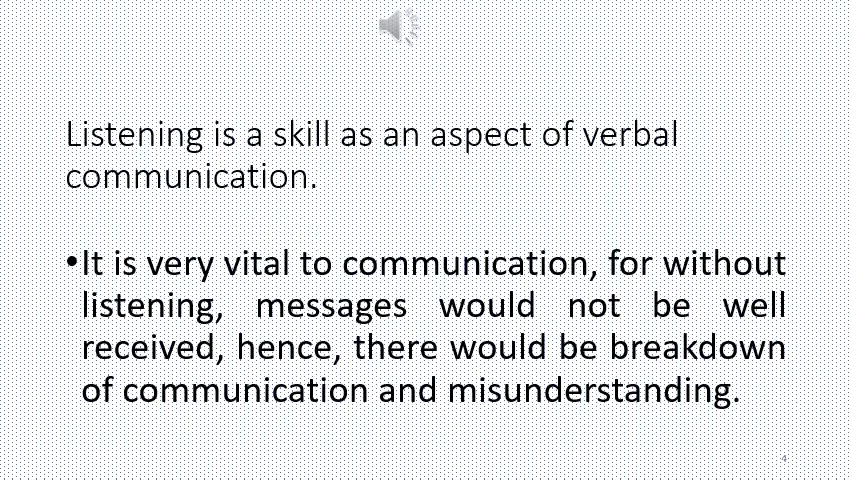 Listening is a skill as an aspect of verbal
communication.
•It is very vital to communication, for without
listening, messages would not be well
received, hence, there would be breakdown
of communication and misunderstanding.
4